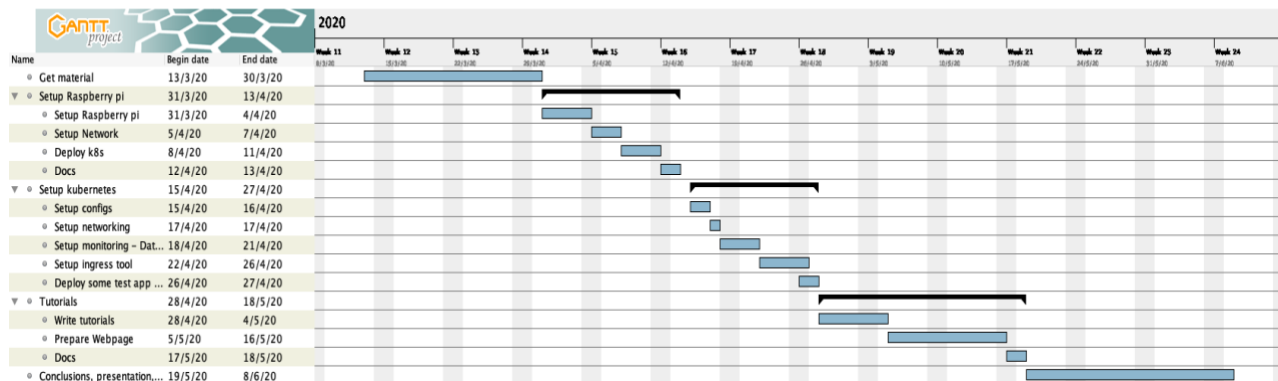 GANTT
project
2020
Week 11 Week 12 Week 13 Week 14 Week 15 Week 16 Week 17 Week 18 Week 19 Week 20 Week 21 Week 22 Week 24
Name Begin date End date
Get material 13/3/20 30/3/20
Setup Raspberry pi 31/3/20 13/4/20
Setup Raspberry pi 31/3/20 4/4/20
Setup Network 5/4/20 7/4/20
Deploy k8s 8/4/20 11/4/20
Docs 12/4/20 13/4/20
Setup kubernetes 15/4/20 27/4/20
Setup configs 15/4/20 16/4/20
Setup networking 17/4/20 17/4/20
Setup monitoring – Dat... 18/4/20 21/4/20
Setup ingress tool 22/4/20 26/4/20
Deploy some test app ... 26/4/20 27/4/20
Tutorials 28/4/20 18/5/20
Write tutorials 28/4/20 4/5/20
Prepare Webpage 5/5/20 16/5/20
Docs 17/5/20 18/5/20
Conclusions, presentation,... 19/5/20 8/6/20